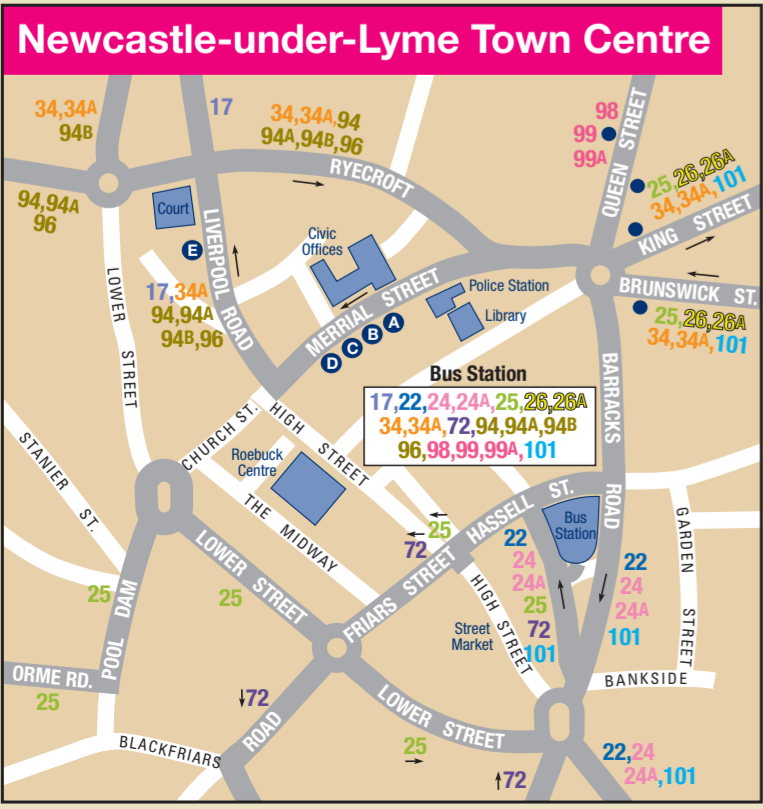 Newcastle-under-Lyme Town Centre
34,34A
94B
17
34,34A,94
94A,94B,96
98
99
99A
QUEEN STREET
RYECROFT
25,26,26A
34,34A,101
KING STREET
94,94A
96
Court
E
LIVERPOOL ROAD
Civic
Offices
MERRIAL STREET
Police Station
Library
BRUNSWICK ST.
25,26,26A
34,34A,101
17,34A
94,94A
94B,96
LOWER STREET
A
B
C
D
Bus Station
17,22,24,24A,25,26,26A
34,34A,72,94,94A,94B
96,98,99,99A,101
BARRACKS ROAD
CHURCH ST.
HIGH STREET
Roebuck
Centre
THE MIDWAY
STANIER ST.
25
72
HASSELL ST.
Bus
Station
GARDEN STREET
LOWER STREET
FRIARS STREET
22
24
24A
25
72
101
22
24
24A
101
25
25
POOL DAM
HIGH STREET
Street
Market
ORME RD.
25
BANKSIDE
72
ROAD
LOWER STREET
BLACKFRIARS
25
72
22,24
24A,101